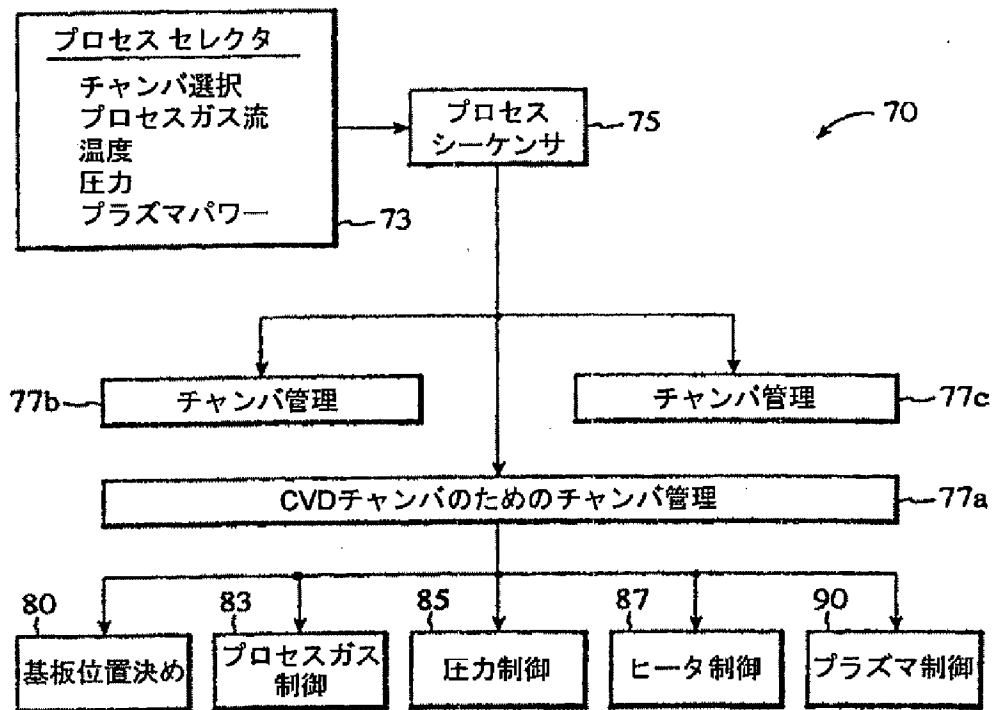 プロセス セレクタ
チャンバ選択
プロセスガス流
温度
圧力
プラズマパワー
73
プロセス
シーケンサ
75
70
77b
チャンバ管理
チャンバ管理
77c
CVDチャンバのためのチャンバ管理
77a
80
基板位置決め
83
プロセスガス
制御
85
圧力制御
87
ヒータ制御
90
プラズマ制御